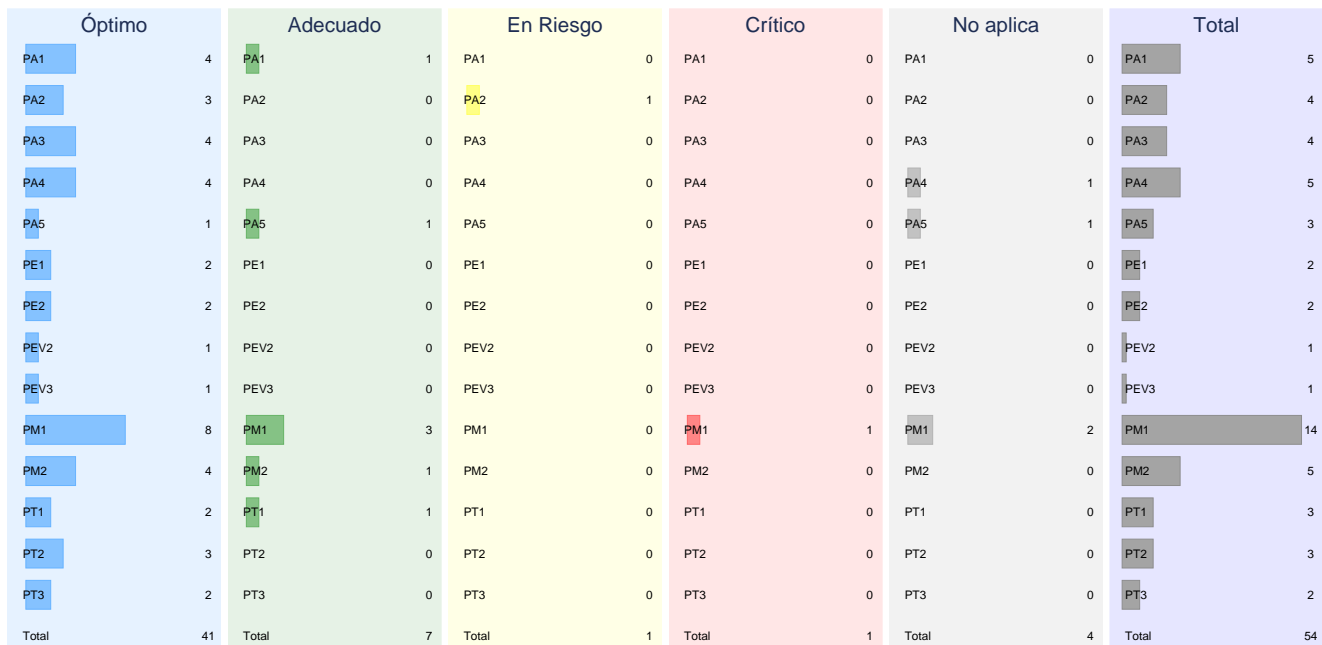 Óptimo Adecuado En Riesgo Crítico No aplica Total
PA1 4 PA1 1 PA1 0 PA1 0 PA1 0 PA1 5
PA2 3 PA2 0 PA2 1 PA2 0 PA2 0 PA2 4
PA3 4 PA3 0 PA3 0 PA3 0 PA3 0 PA3 4
PA4 4 PA4 0 PA4 0 PA4 0 PA4 1 PA4 5
PA5 1 PA5 1 PA5 0 PA5 0 PA5 1 PA5 3
PE1 2 PE1 0 PE1 0 PE1 0 PE1 0 PE1 2
PE2 2 PE2 0 PE2 0 PE2 0 PE2 0 PE2 2
PEV2 1 PEV2 0 PEV2 0 PEV2 0 PEV2 0 PEV2 1
PEV3 1 PEV3 0 PEV3 0 PEV3 0 PEV3 0 PEV3 1
PM1 8 PM1 3 PM1 0 PM1 1 PM1 2 PM1 14
PM2 4 PM2 1 PM2 0 PM2 0 PM2 0 PM2 5
PT1 2 PT1 1 PT1 0 PT1 0 PT1 0 PT1 3
PT2 3 PT2 0 PT2 0 PT2 0 PT2 0 PT2 3
PT3 2 PT3 0 PT3 0 PT3 0 PT3 0 PT3 2
Total 41 Total 7 Total 1 Total 1 Total 4 Total 54